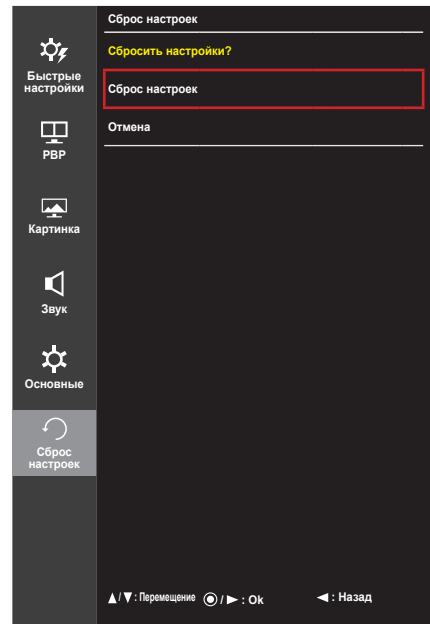 Сброс настроек
Сбросить настройки?
Сброс настроек
Отмена
Быстрые
настройки
PBP
Картинка
Звук
Основные
Сброс
настроек
▲/▼: Перемещение ◉/►: Ok ◄: Назад